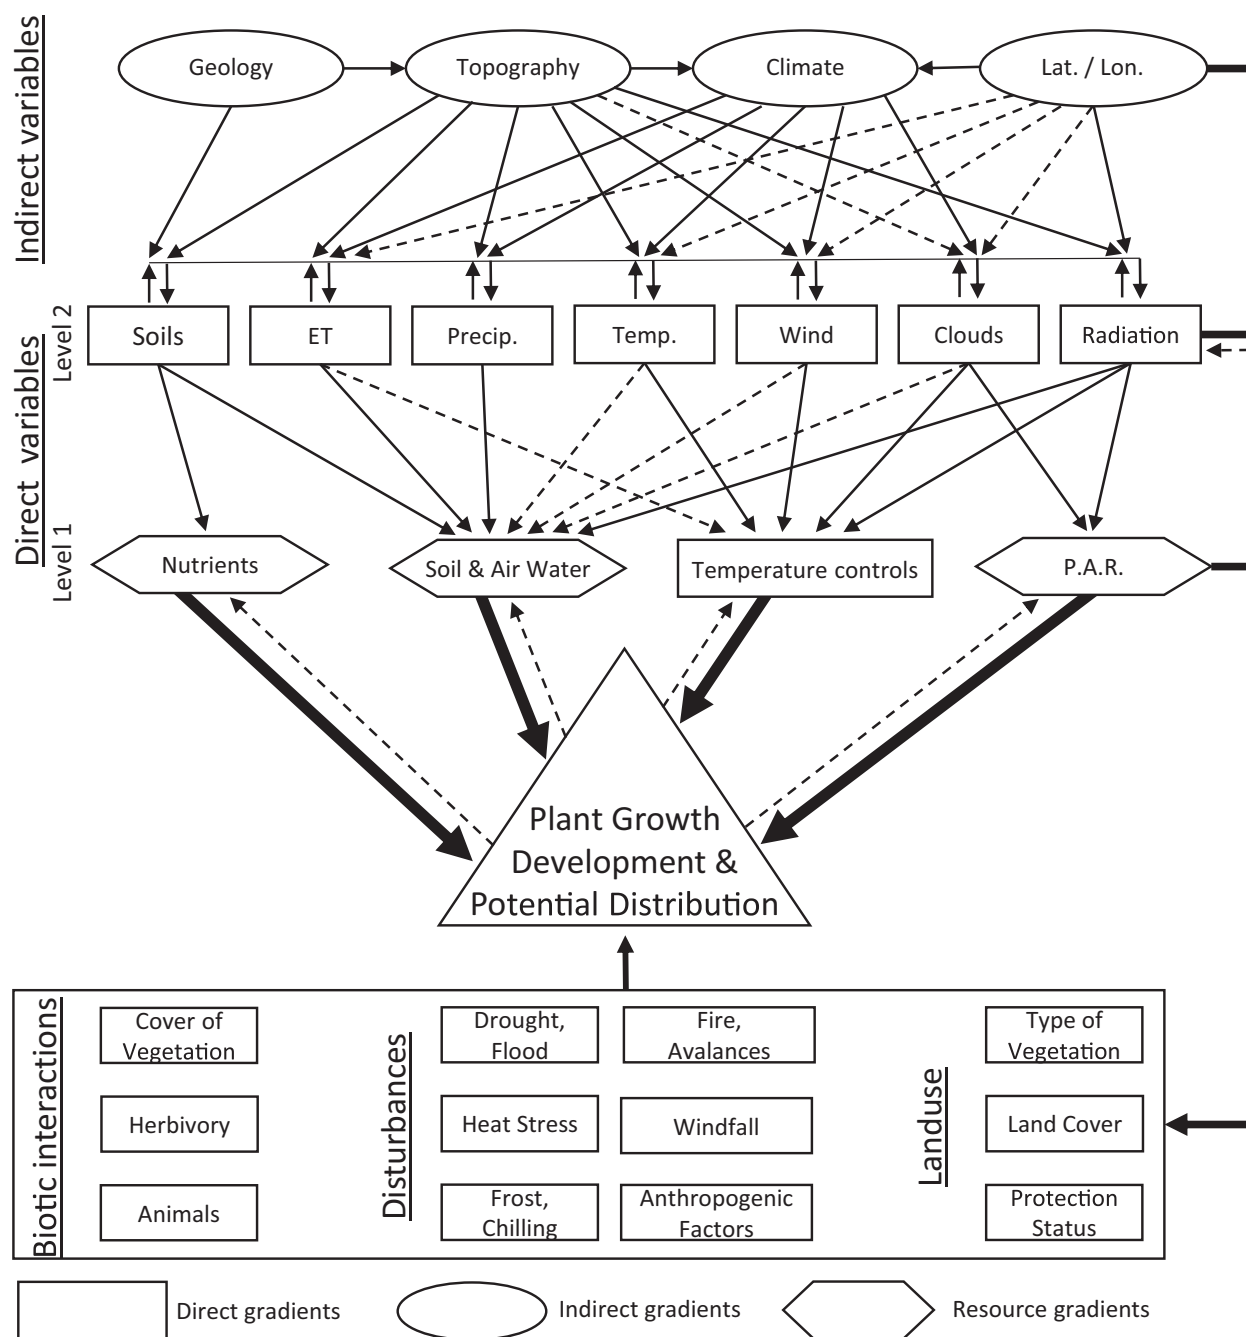 Indirect variables
Geology
Topography
Climate
Lat. / Lon.
Direct variables
Level 2
Soils
ET
Precip.
Temp.
Wind
Clouds
Radiation
Level 1
Nutrients
Soil & Air Water
Temperature controls
P.A.R.
Plant Growth
Development &
Potential Distribution
Biotic interactions
Cover of
Vegetation
Herbivory
Animals
Disturbances
Drought,
Flood
Fire,
Avalances
Heat Stress
Windfall
Frost,
Chilling
Anthropogenic
Factors
Landuse
Type of
Vegetation
Land Cover
Protection
Status
Direct gradients
Indirect gradients
Resource gradients